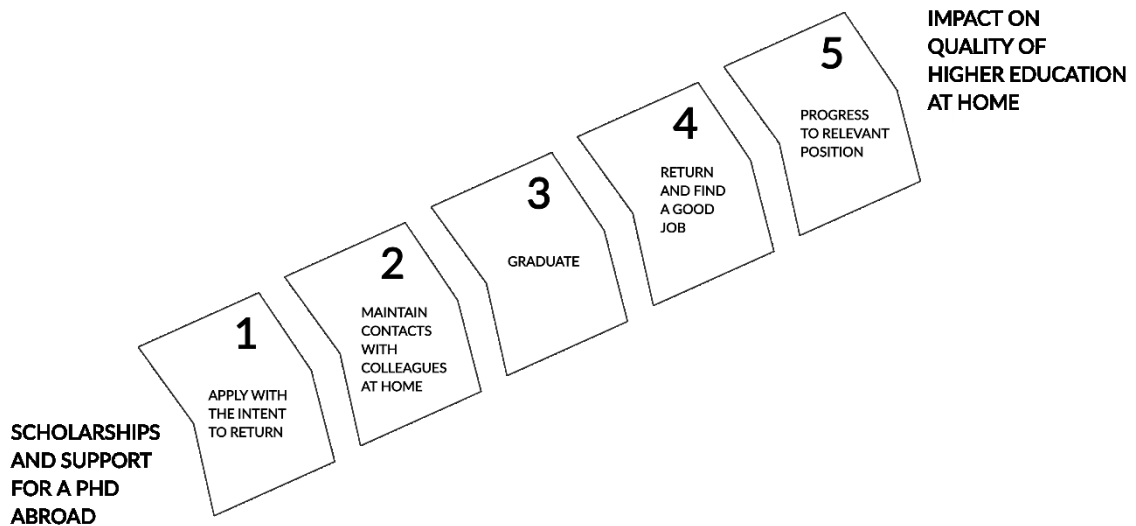 SCHOLARSHIPS
AND SUPPORT
FOR A PHD
ABROAD
1
APPLY WITH
THE INTENT
TO RETURN
2
MAINTAIN
CONTACTS
WITH
COLLEAGUES
AT HOME
3
GRADUATE
4
RETURN
AND FIND
A GOOD
JOB
5
PROGRESS
TO RELEVANT
POSITION
IMPACT ON
QUALITY OF
HIGHER EDUCATION
AT HOME